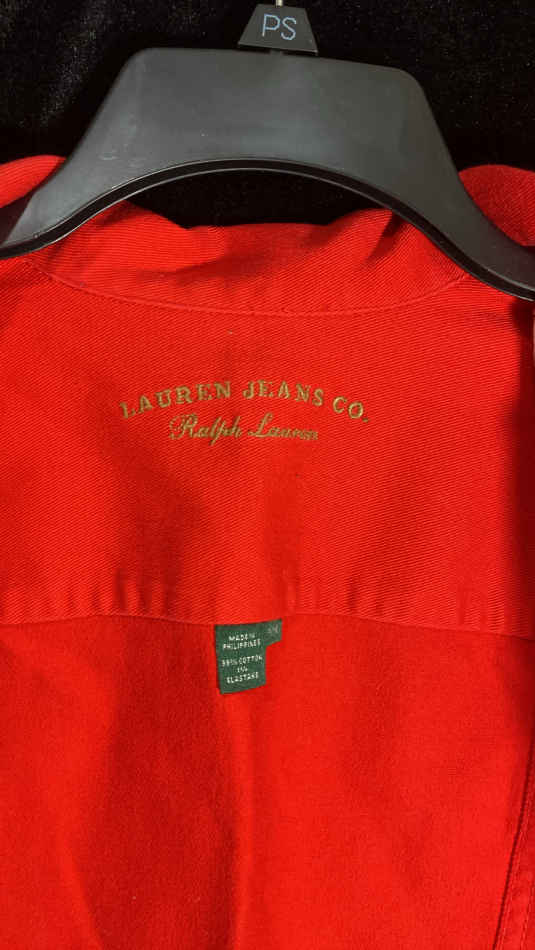 PS
LAUREN JEANS CO.
Ralph Lauren
MADE IN
PHILIPPINES
99% COTTON
1%
ELASTANE